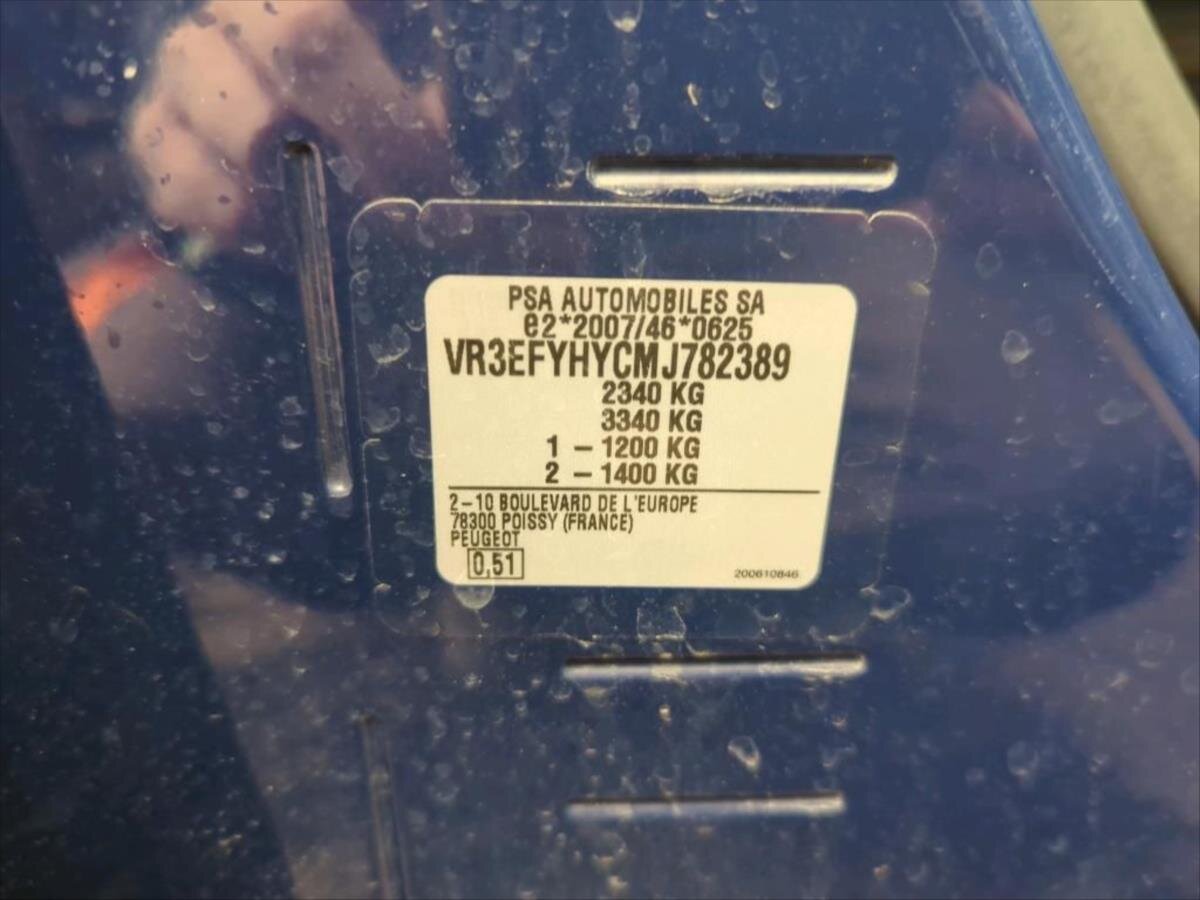 PSA AUTOMOBILES SA
e2*2007/46*0625
VR3EFYHYCMJ782389
2340 KG
3340 KG
1 - 1200 KG
2 - 1400 KG
2-10 BOULEVARD DE L'EUROPE
78300 POISSY (FRANCE)
PEUGEOT
0,51
200610846